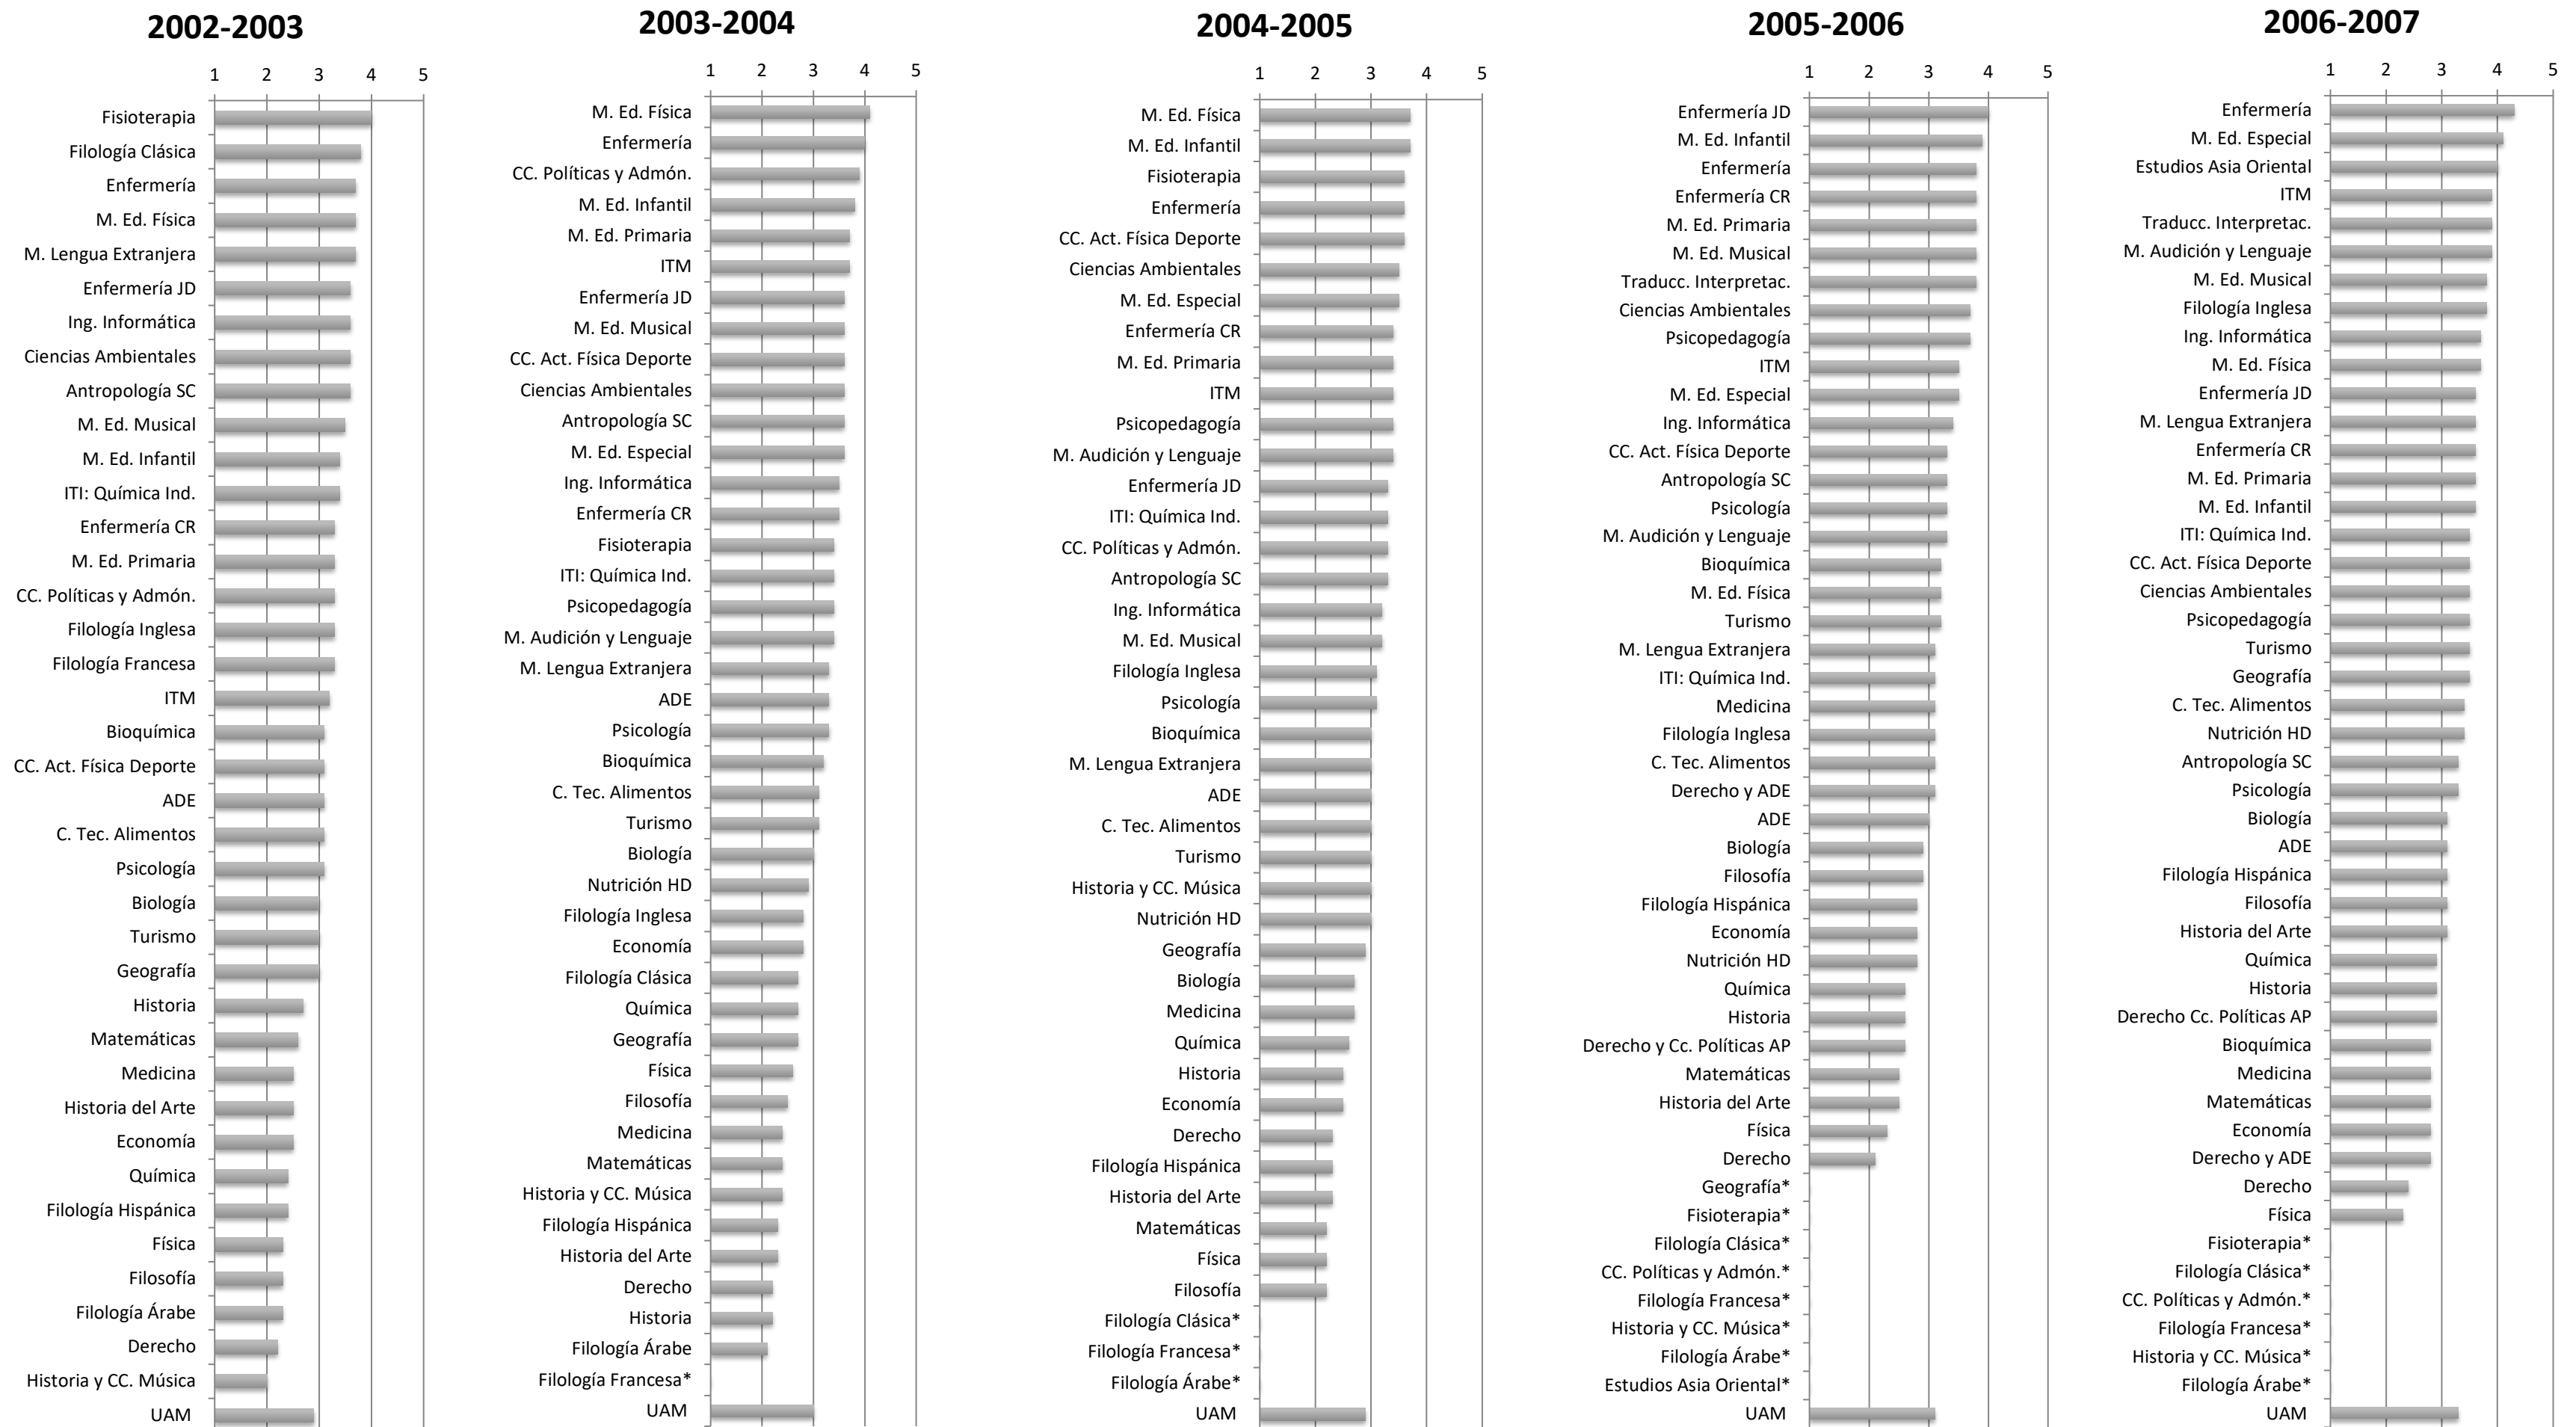 2002-2003
1 2 3 4 5
Fisioterapia
Filología Clásica
Enfermería
M. Ed. Física
M. Lengua Extranjera
Enfermería JD
Ing. Informática
Ciencias Ambientales
Antropología SC
M. Ed. Musical
M. Ed. Infantil
ITI: Química Ind.
Enfermería CR
M. Ed. Primaria
CC. Políticas y Admón.
Filología Inglesa
Filología Francesa
ITM
Bioquímica
CC. Act. Física Deporte
ADE
C. Tec. Alimentos
Psicología
Biología
Turismo
Geografía
Historia
Matemáticas
Medicina
Historia del Arte
Economía
Química
Filología Hispánica
Física
Filosofía
Filología Árabe
Derecho
Historia y CC. Música
UAM
2003-2004
1 2 3 4 5
M. Ed. Física
Enfermería
CC. Políticas y Admón.
M. Ed. Infantil
M. Ed. Primaria
ITM
Enfermería JD
M. Ed. Musical
CC. Act. Física Deporte
Ciencias Ambientales
Antropología SC
M. Ed. Especial
Ing. Informática
Enfermería CR
Fisioterapia
ITI: Química Ind.
Psicopedagogía
M. Audición y Lenguaje
M. Lengua Extranjera
ADE
Psicología
Bioquímica
C. Tec. Alimentos
Turismo
Biología
Nutrición HD
Filología Inglesa
Economía
Filología Clásica
Química
Geografía
Física
Filosofía
Medicina
Matemáticas
Historia y CC. Música
Filología Hispánica
Historia del Arte
Derecho
Historia
Filología Árabe
Filología Francesa*
UAM
2004-2005
1 2 3 4 5
M. Ed. Física
M. Ed. Infantil
Fisioterapia
Enfermería
CC. Act. Física Deporte
Ciencias Ambientales
M. Ed. Especial
Enfermería CR
M. Ed. Primaria
ITM
Psicopedagogía
M. Audición y Lenguaje
Enfermería JD
ITI: Química Ind.
CC. Políticas y Admón.
Antropología SC
Ing. Informática
M. Ed. Musical
Filología Inglesa
Psicología
Bioquímica
M. Lengua Extranjera
ADE
C. Tec. Alimentos
Turismo
Historia y CC. Música
Nutrición HD
Geografía
Biología
Medicina
Química
Historia
Economía
Derecho
Filología Hispánica
Historia del Arte
Matemáticas
Física
Filosofía
Filología Clásica*
Filología Francesa*
Filología Árabe*
UAM
2005-2006
1 2 3 4 5
Enfermería JD
M. Ed. Infantil
Enfermería
Enfermería CR
M. Ed. Primaria
M. Ed. Musical
Traducc. Interpretac.
Ciencias Ambientales
Psicopedagogía
ITM
M. Ed. Especial
Ing. Informática
CC. Act. Física Deporte
Antropología SC
Psicología
M. Audición y Lenguaje
Bioquímica
M. Ed. Física
Turismo
M. Lengua Extranjera
ITI: Química Ind.
Medicina
Filología Inglesa
C. Tec. Alimentos
Derecho y ADE
ADE
Biología
Filosofía
Filología Hispánica
Economía
Nutrición HD
Química
Historia
Derecho y Cc. Políticas AP
Matemáticas
Historia del Arte
Física
Derecho
Geografía*
Fisioterapia*
Filología Clásica*
CC. Políticas y Admón.*
Filología Francesa*
Historia y CC. Música*
Filología Árabe*
Estudios Asia Oriental*
UAM
2006-2007
1 2 3 4 5
Enfermería
M. Ed. Especial
Estudios Asia Oriental
ITM
Traducc. Interpretac.
M. Audición y Lenguaje
M. Ed. Musical
Filología Inglesa
Ing. Informática
M. Ed. Física
Enfermería JD
M. Lengua Extranjera
Enfermería CR
M. Ed. Primaria
M. Ed. Infantil
ITI: Química Ind.
CC. Act. Física Deporte
Ciencias Ambientales
Psicopedagogía
Turismo
Geografía
C. Tec. Alimentos
Nutrición HD
Antropología SC
Psicología
Biología
ADE
Filología Hispánica
Filosofía
Historia del Arte
Química
Historia
Derecho Cc. Políticas AP
Bioquímica
Medicina
Matemáticas
Economía
Derecho y ADE
Derecho
Física
Fisioterapia*
Filología Clásica*
CC. Políticas y Admón.*
Filología Francesa*
Historia y CC. Música*
Filología Árabe*
UAM